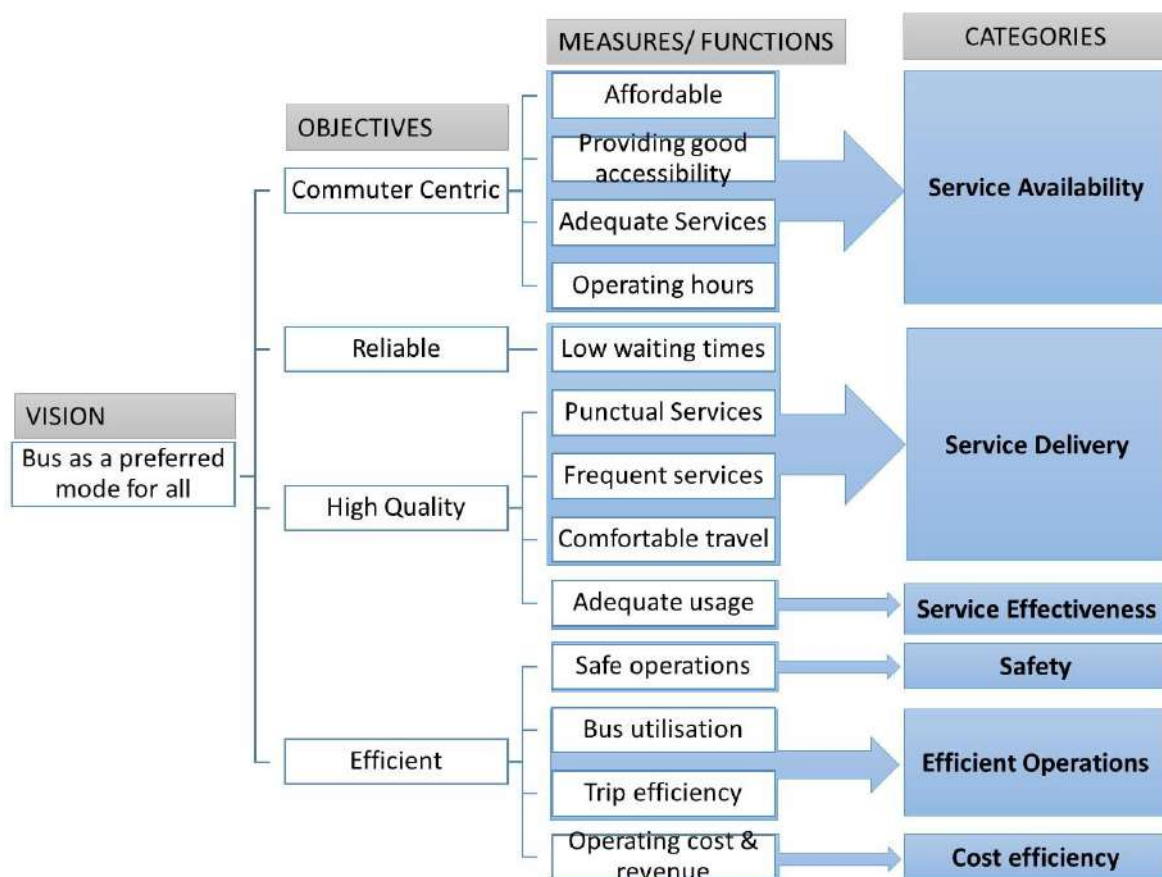 VISION
Bus as a preferred
mode for all
OBJECTIVES
Commuter Centric
Reliable
High Quality
Efficient
MEASURES/ FUNCTIONS
Affordable
Providing good
accessibility
Adequate Services
Operating hours
Low waiting times
Punctual Services
Frequent services
Comfortable travel
Adequate usage
Safe operations
Bus utilisation
Trip efficiency
Operating cost &
revenue
CATEGORIES
Service Availability
Service Delivery
Service Effectiveness
Safety
Efficient Operations
Cost efficiency